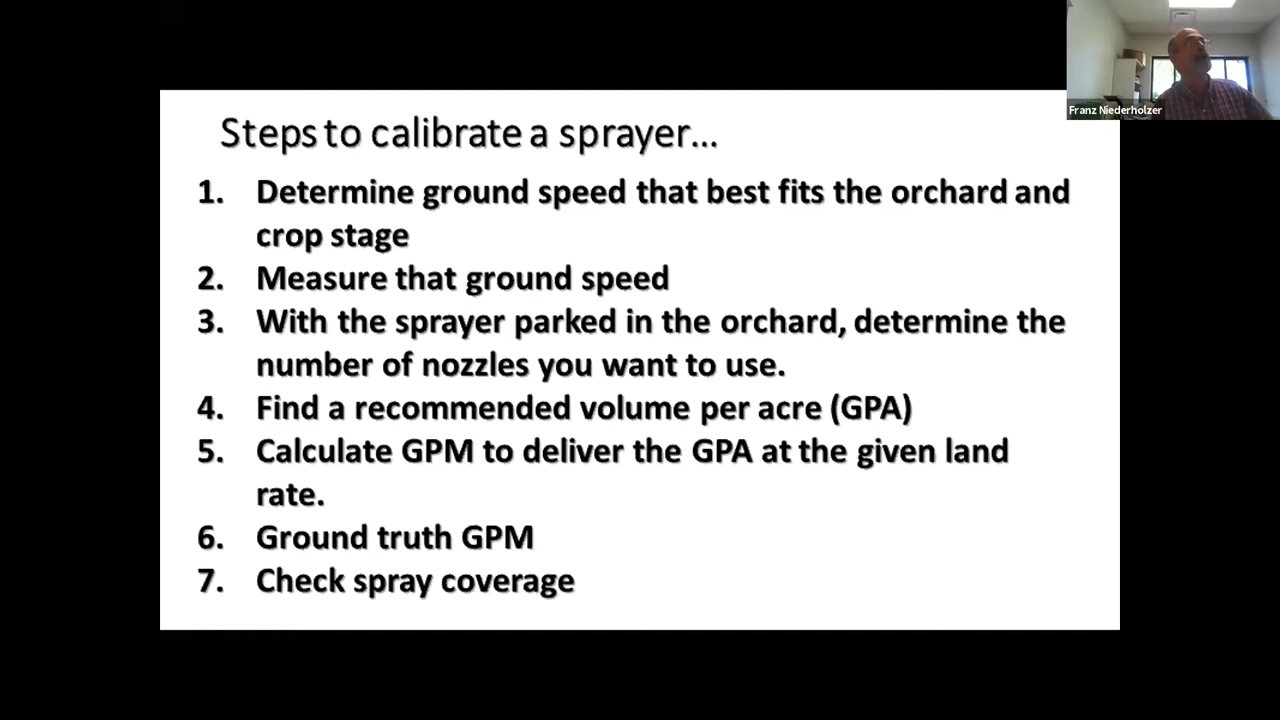 Franz Niederholzer
Steps to calibrate a sprayer...
1. Determine ground speed that best fits the orchard and
crop stage
2. Measure that ground speed
3. With the sprayer parked in the orchard, determine the
number of nozzles you want to use.
4. Find a recommended volume per acre (GPA)
5. Calculate GPM to deliver the GPA at the given land
rate.
6. Ground truth GPM
7. Check spray coverage